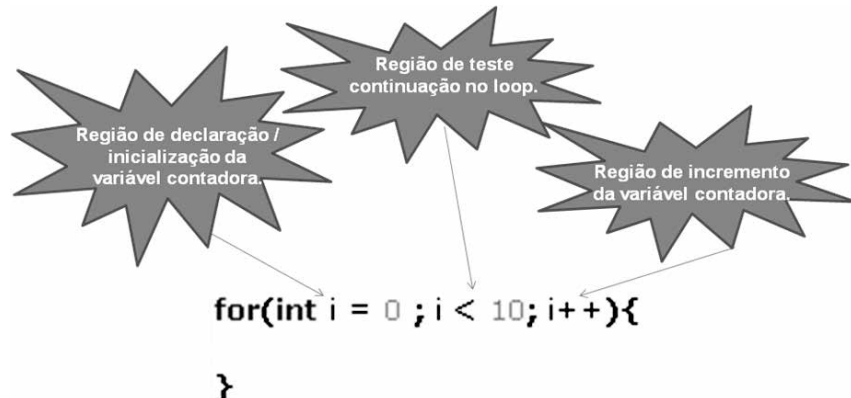 Região de declaração /
inicialização da
variável contadora.
Região de teste
continuação no loop.
Região de incremento
da variável contadora.
for(int i = 0 ; i < 10; i++){
}